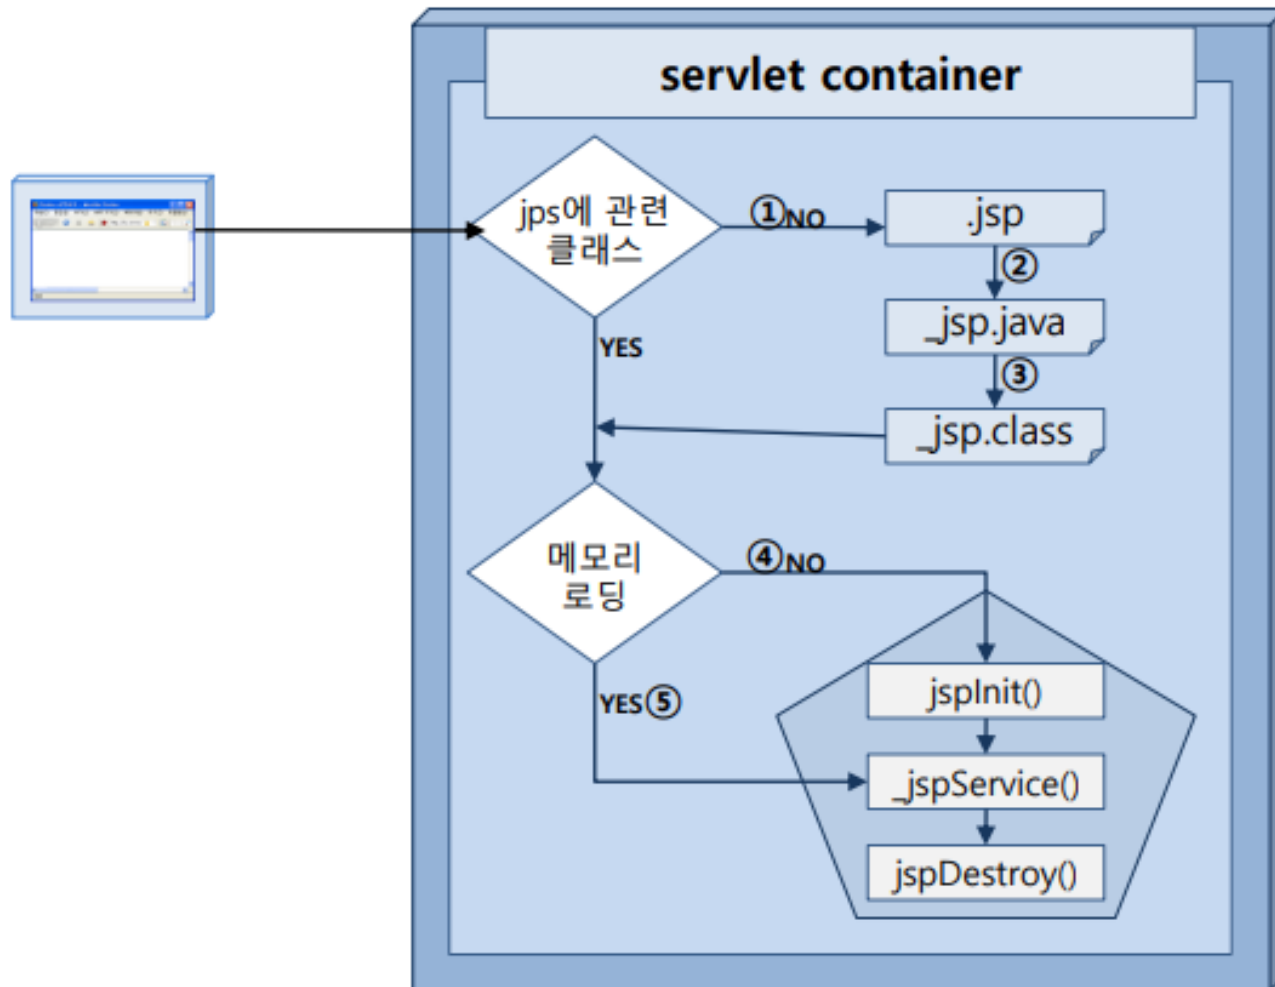 servlet container
jps에 관련
클래스
①NO
.jsp
②
_jsp.java
③
_jsp.class
YES
메모리
로딩
④NO
YES⑤
jspInit()
_jspService()
jspDestroy()